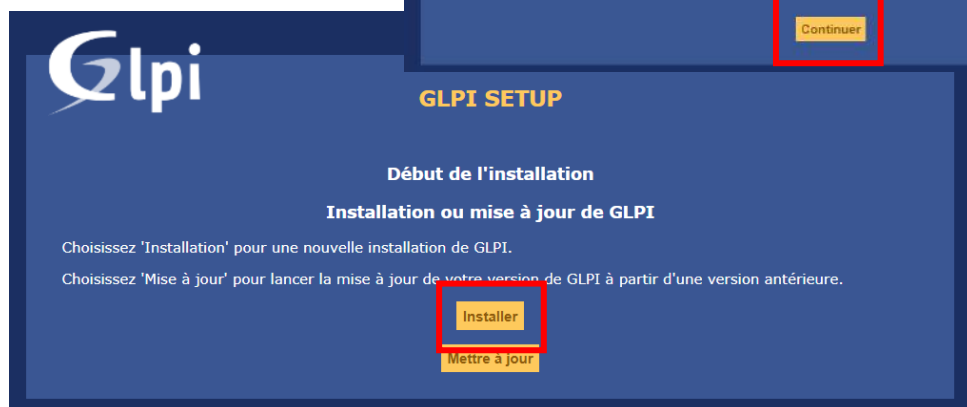 Continuer
Glpi
GLPI SETUP
Début de l'installation
Installation ou mise à jour de GLPI
Choisissez 'Installation' pour une nouvelle installation de GLPI.
Choisissez 'Mise à jour' pour lancer la mise à jour de votre version de GLPI à partir d'une version antérieure.
Installer
Mettre à jour